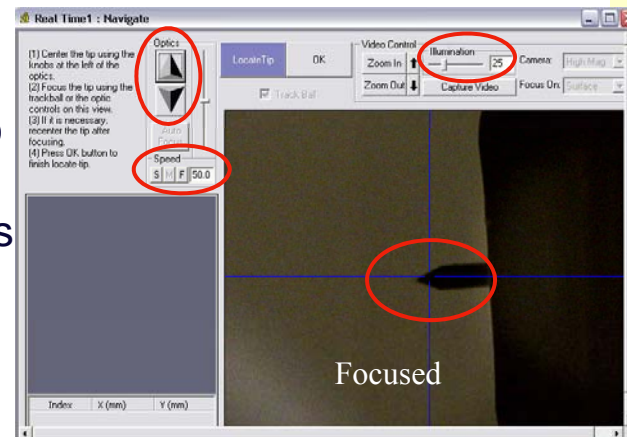 Real Time1 : Navigate
(1) Center the tip using the
knobs at the left of the
optics.
(2) Focus the tip using the
trackball or the optic
controls on this view.
(3) If it is necessary,
recenter the tip after
focusing.
(4) Press OK button to
finish locate-tip.
Optics
Auto
Focus
Speed
S M F 50.0
LocateTip OK
Track Ball
Video Control
Zoom In
Zoom Out
Illumination
25
Capture Video
Camera: High Mag
Focus On: Surface
)
s
Focused
Index X (mm) Y (mm)